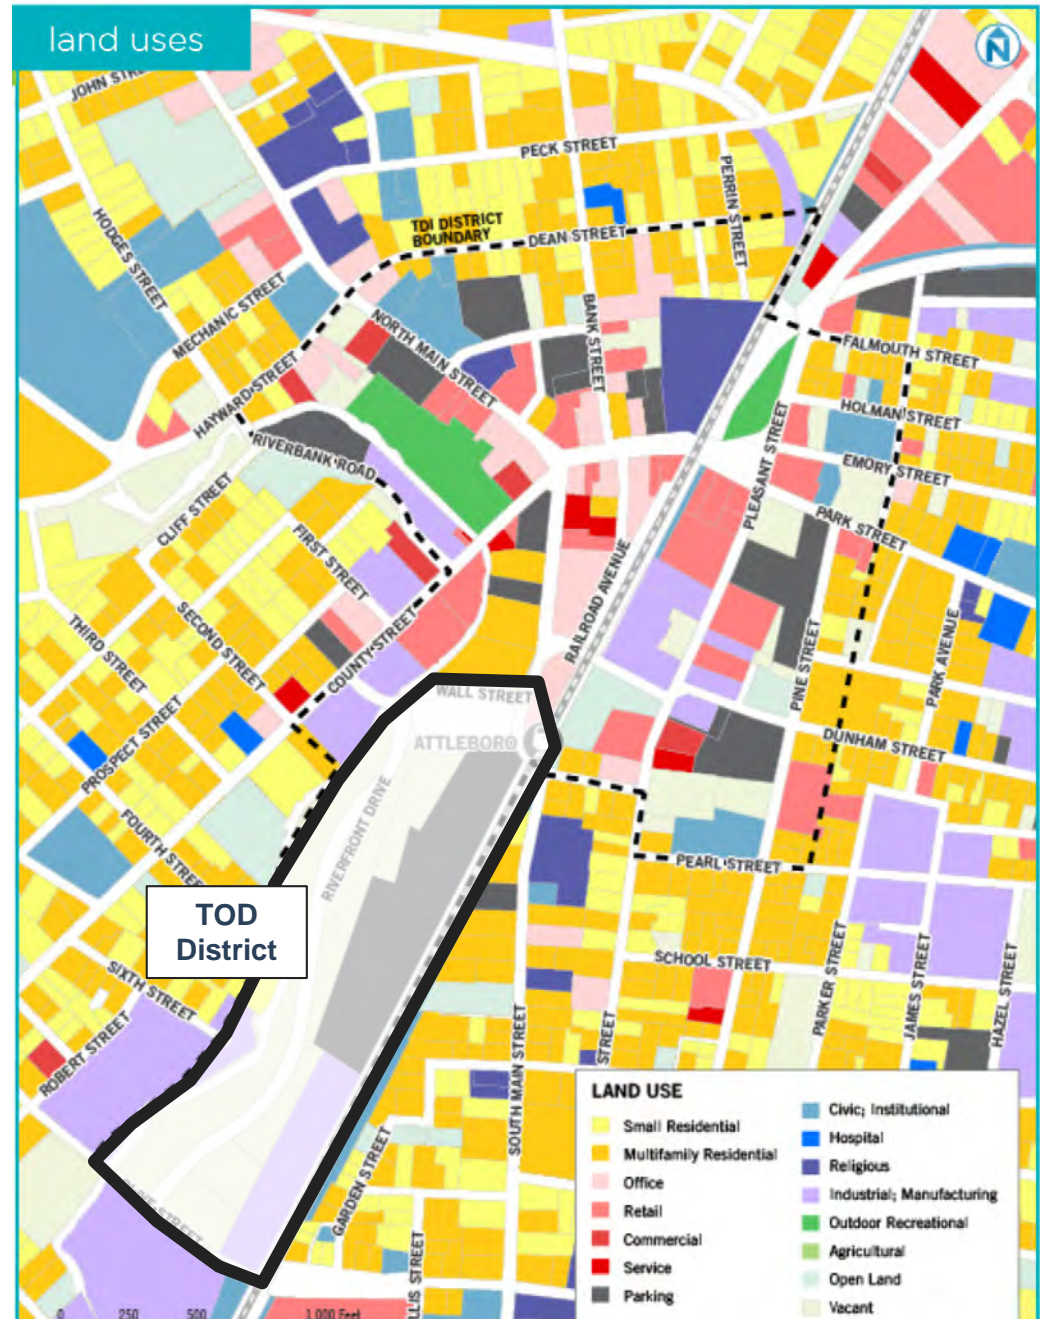 land uses
JOHN STRE
PECK STREET
PERRIN STREET
TDI DISTRICT
BOUNDARY
DEAN STREET
HODGES STREET
MECHANIC STREET
NORTH MAIN STREET
BANK STREET
FALMOUTH STREET
HAYWARD STREET
HOLMAN STREET
RIVERBANK ROAD
PLEASANT STREET
EMORY STREET
CLIFF STREET
PARK STREET
FIRST STREET
RAILROAD AVENUE
SECOND STREET
THIRD STREET
COUNTY STREET
PINE STREET
PARK AVENUE
WALL STREET
PROSPECT STREET
ATTLEBORO
DUNHAM STREET
RIVERFRONT DRIVE
FOURTH STREE
PEARL STREET
TOD
District
SCHOOL STREET
SIXTH STREET
PARKER STREET
JAMES STREET
HAZEL STREET
ROBERT STREET
SOUTH MAIN STREET
STREET
GARDEN STREET
STREET
LLIS STREET
LAND USE
Small Residential
Multifamily Residential
Office
Retail
Commercial
Service
Parking
Civic; Institutional
Hospital
Religious
Industrial; Manufacturing
Outdoor Recreational
Agricultural
Open Land
Vacant
0 250 500 1,000 Feet
N